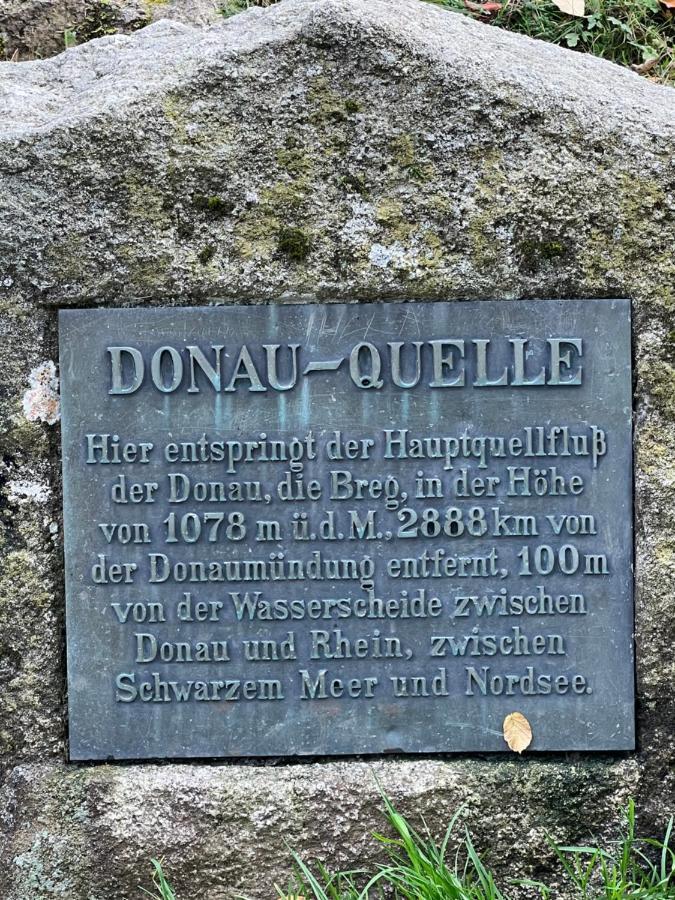 DONAU-QUELLE
Hier entspringt der Hauptquellfluß
der Donau, die Breg, in der Höhe
von 1078 m ü.d.M., 2888 km von
der Donaumündung entfernt, 100 m
von der Wasserscheide zwischen
Donau und Rhein, zwischen
Schwarzem Meer und Nordsee.